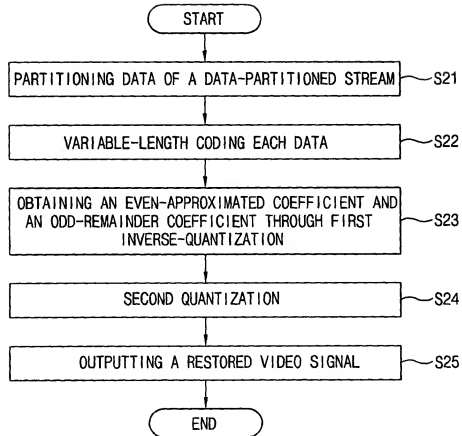 START
PARTITIONING DATA OF A DATA-PARTITIONED STREAM
S21
VARIABLE-LENGTH CODING EACH DATA
S22
OBTAINING AN EVEN-APPROXIMATED COEFFICIENT AND
AN ODD-REMAINDER COEFFICIENT THROUGH FIRST
INVERSE-QUANTIZATION
S23
SECOND QUANTIZATION
S24
OUTPUTTING A RESTORED VIDEO SIGNAL
S25
END